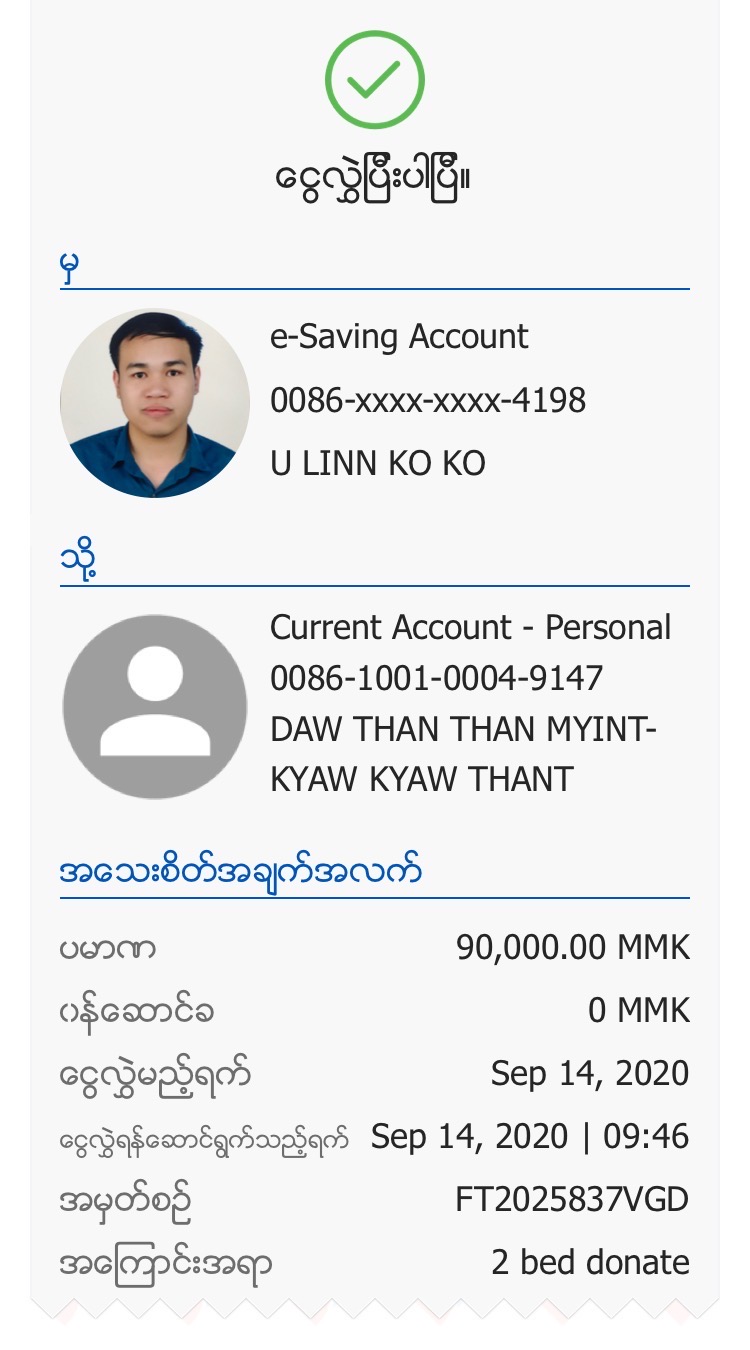 ငွေလွှဲပြီးပါပြီ။
မှ
e-Saving Account
0086-xxxx-xxxx-4198
U LINN KO KO
သို့
Current Account - Personal
0086-1001-0004-9147
DAW THAN THAN MYINT-
KYAW KYAW THANT
အသေးစိတ်အချက်အလက်
ပမာဏ 90,000.00 MMK
ဝန်ဆောင်ခ 0 MMK
ငွေလွှဲမည့်ရက် Sep 14, 2020
ငွေလွှဲရန်ဆောင်ရွက်သည့်ရက် Sep 14, 2020 | 09:46
အမှတ်စဉ် FT2025837VGD
အကြောင်းအရာ 2 bed donate